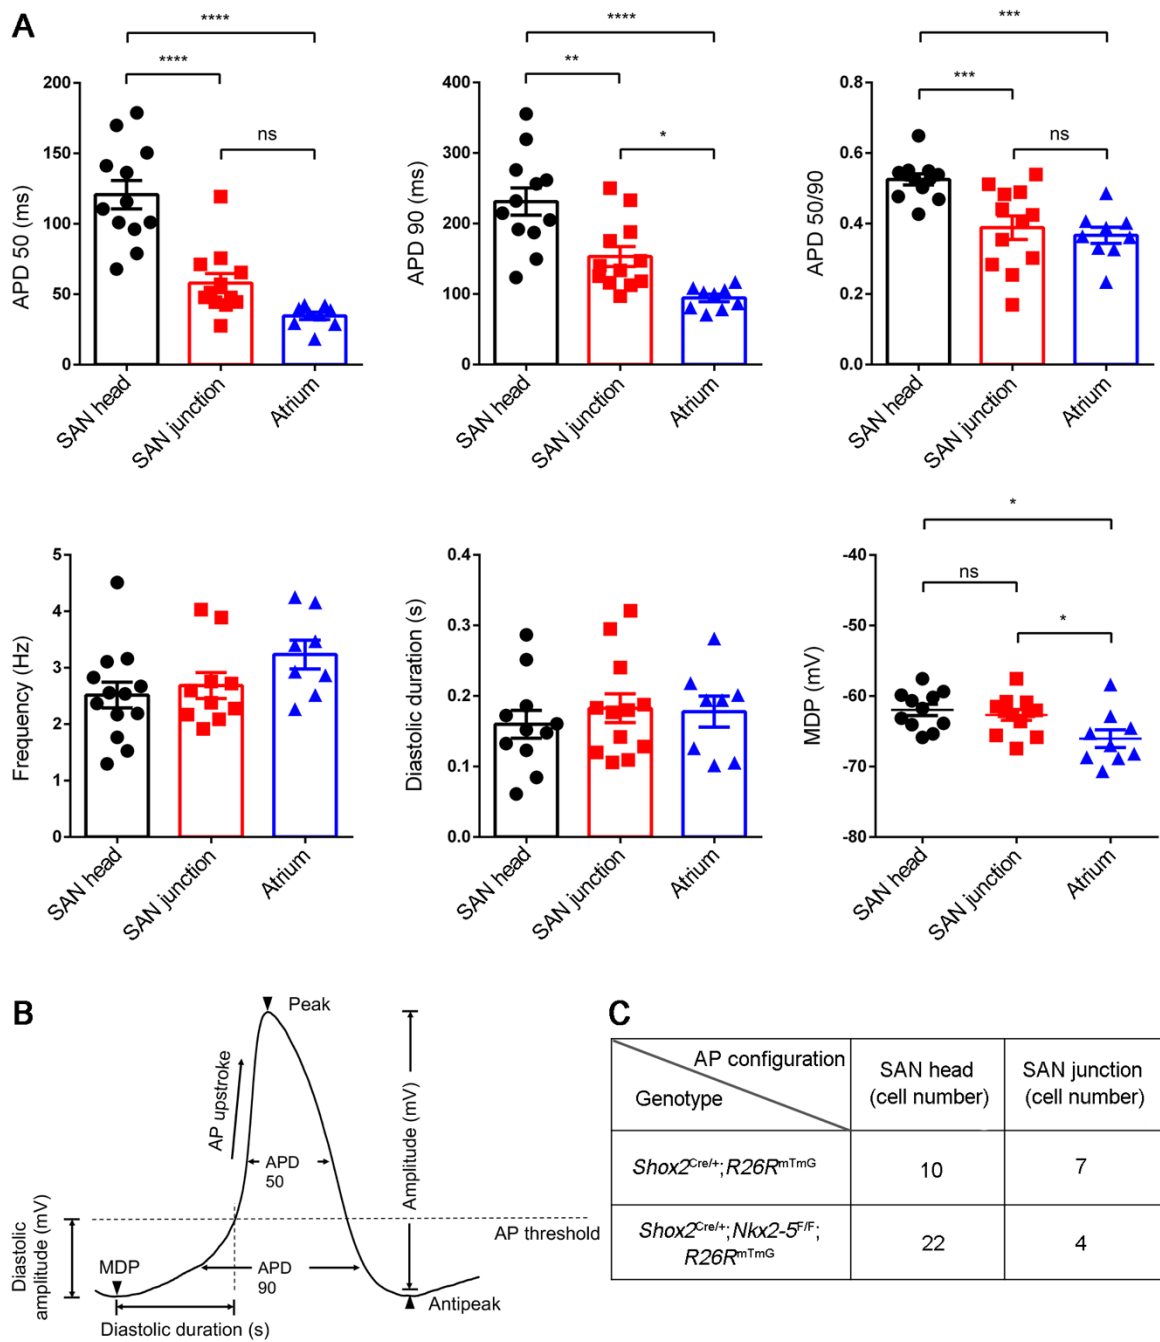 A
****
****
ns
APD 50 (ms)
200
150
100
50
0
SAN head
SAN junction
Atrium
****
**
*
APD 90 (ms)
400
300
200
100
0
SAN head
SAN junction
Atrium
***
***
ns
APD 50/90
0.8
0.6
0.4
0.2
0.0
SAN head
SAN junction
Atrium
Frequency (Hz)
5
4
3
2
1
0
SAN head
SAN junction
Atrium
Diastolic duration (s)
0.4
0.3
0.2
0.1
0.0
SAN head
SAN junction
Atrium
*
ns
*
MDP (mV)
-40
-50
-60
-70
-80
SAN head
SAN junction
Atrium
B
Peak
AP upstroke
APD
50
Amplitude (mV)
AP threshold
Diastolic
amplitude (mV)
MDP
APD
90
Antipeak
Diastolic duration (s)
C
AP configuration
Genotype
SAN head
(cell number)
SAN junction
(cell number)
Shox2Cre/+;R26RmTmG
10
7
Shox2Cre/+;Nkx2-5F/F;
R26RmTmG
22
4